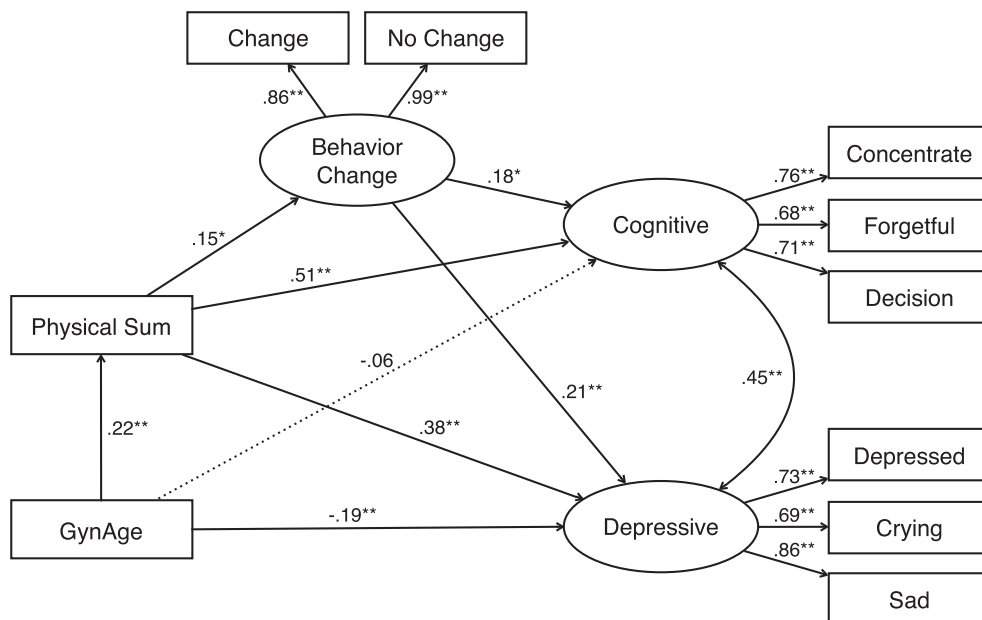 Change
No Change
.86**
.99**
Behavior
Change
.18*
Concentrate
.76**
Cognitive
.68**
Forgetful
.71**
Decision
.15*
.51**
Physical Sum
-.06
.21**
.45**
.22**
.38**
Depressed
.73**
GynAge
-.19**
Depressive
.69**
Crying
.86**
Sad